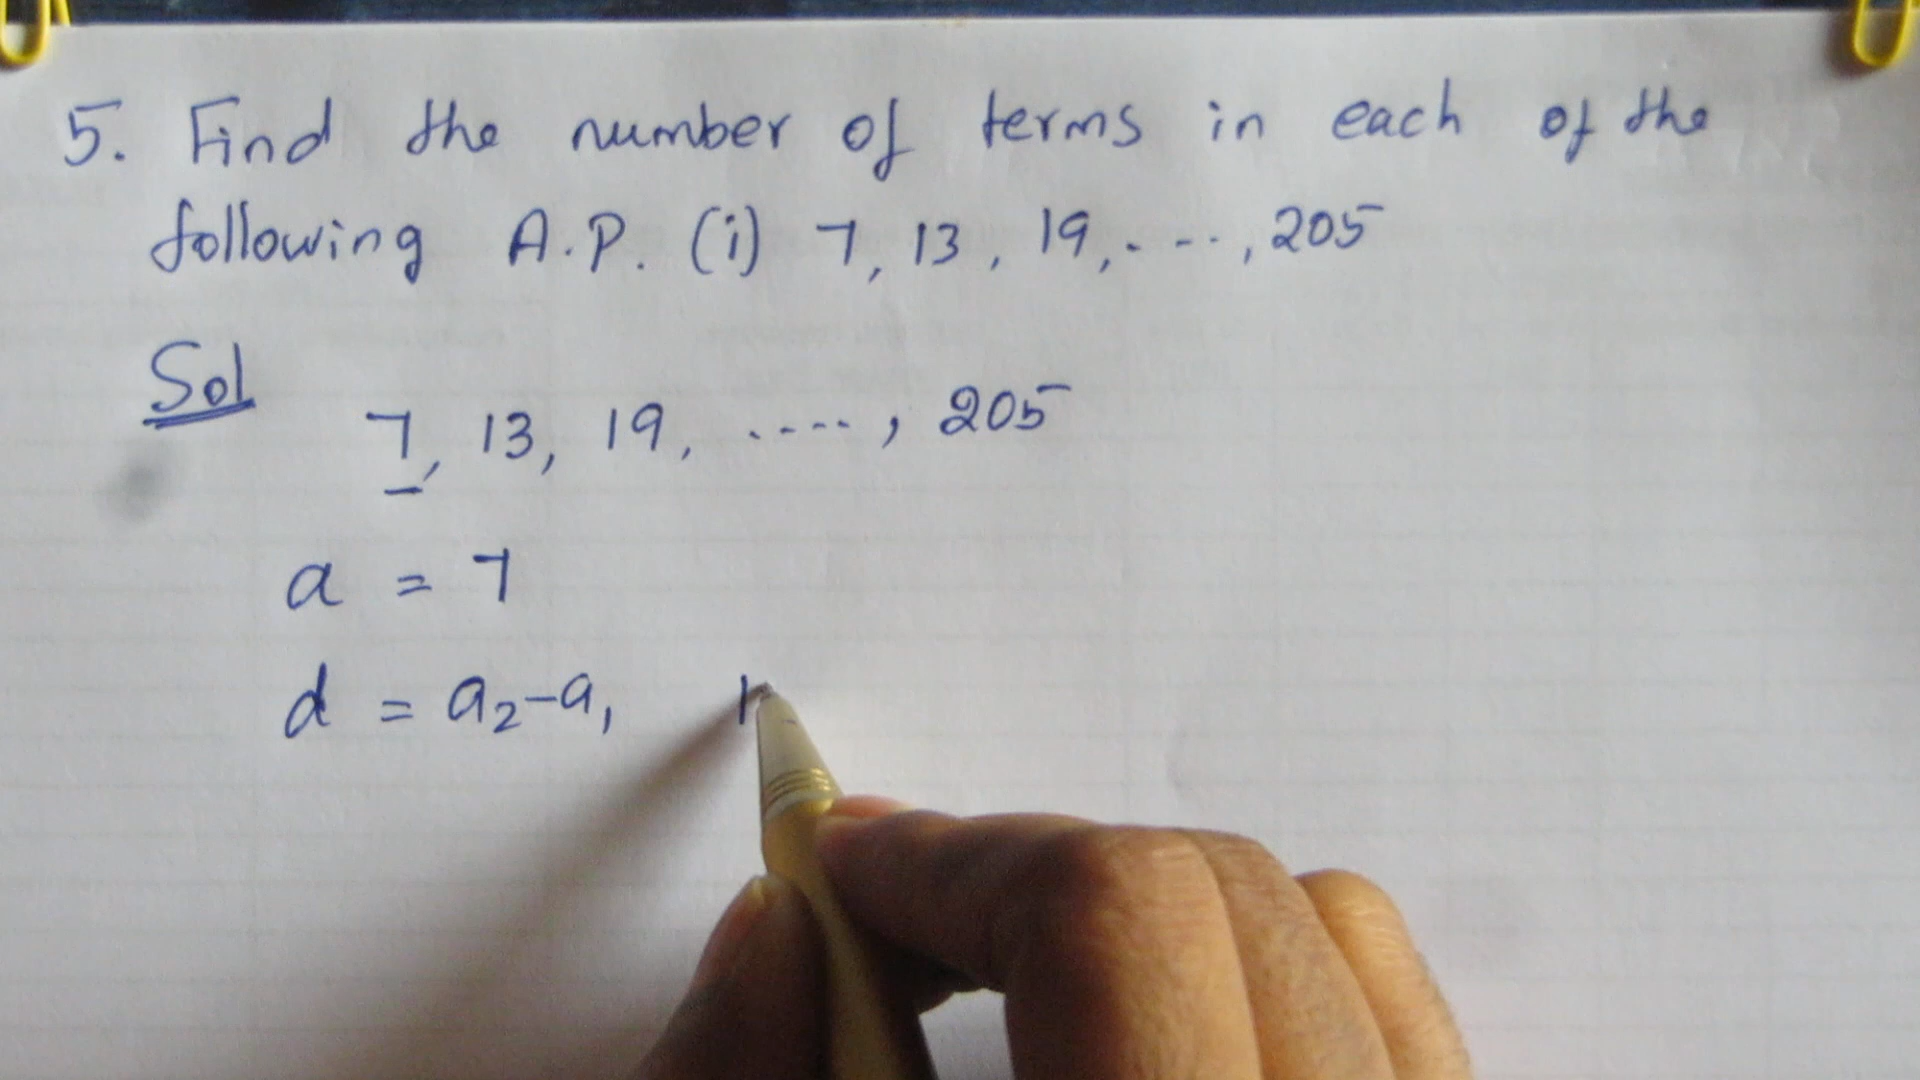 5. Find the number of terms in each of the
following A.P. (i) 7, 13, 19, ...., 205
Sol
7, 13, 19, ....., 205
a = 7
d = a₂-a₁ 1